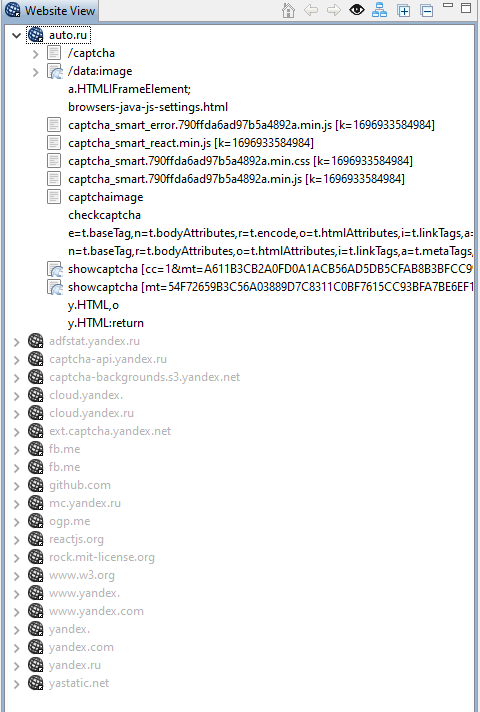 Website View
auto.ru
/captcha
/data:image
a.HTMLIFrameElement;
browsers-java-js-settings.html
captcha_smart_error.790ffda6ad97b5a4892a.min.js [k=1696933584984]
captcha_smart_react.min.js [k=1696933584984]
captcha_smart.790ffda6ad97b5a4892a.min.css [k=1696933584984]
captcha_smart.790ffda6ad97b5a4892a.min.js [k=1696933584984]
captchaimage
checkcaptcha
e=t.baseTag,n=t.bodyAttributes,r=t.encode,o=t.htmlAttributes,i=t.linkTags,a=
n=t.baseTag,r=t.bodyAttributes,o=t.htmlAttributes,i=t.linkTags,a=t.metaTags,
showcaptcha [cc=1&mt=A611B3CB2A0FD0A1ACB56AD5DB5CFAB8B3BFCC9
showcaptcha [mt=54F72659B3C56A03889D7C8311C0BF7615CC93BFA7BE6EF1
y.HTML,o
y.HTML:return
adfstat.yandex.ru
captcha-api.yandex.ru
captcha-backgrounds.s3.yandex.net
cloud.yandex.
cloud.yandex.ru
ext.captcha.yandex.net
fb.me
fb.me
github.com
mc.yandex.ru
ogp.me
reactjs.org
rock.mit-license.org
www.w3.org
www.yandex.
www.yandex.com
yandex.
yandex.com
yandex.ru
yastatic.net